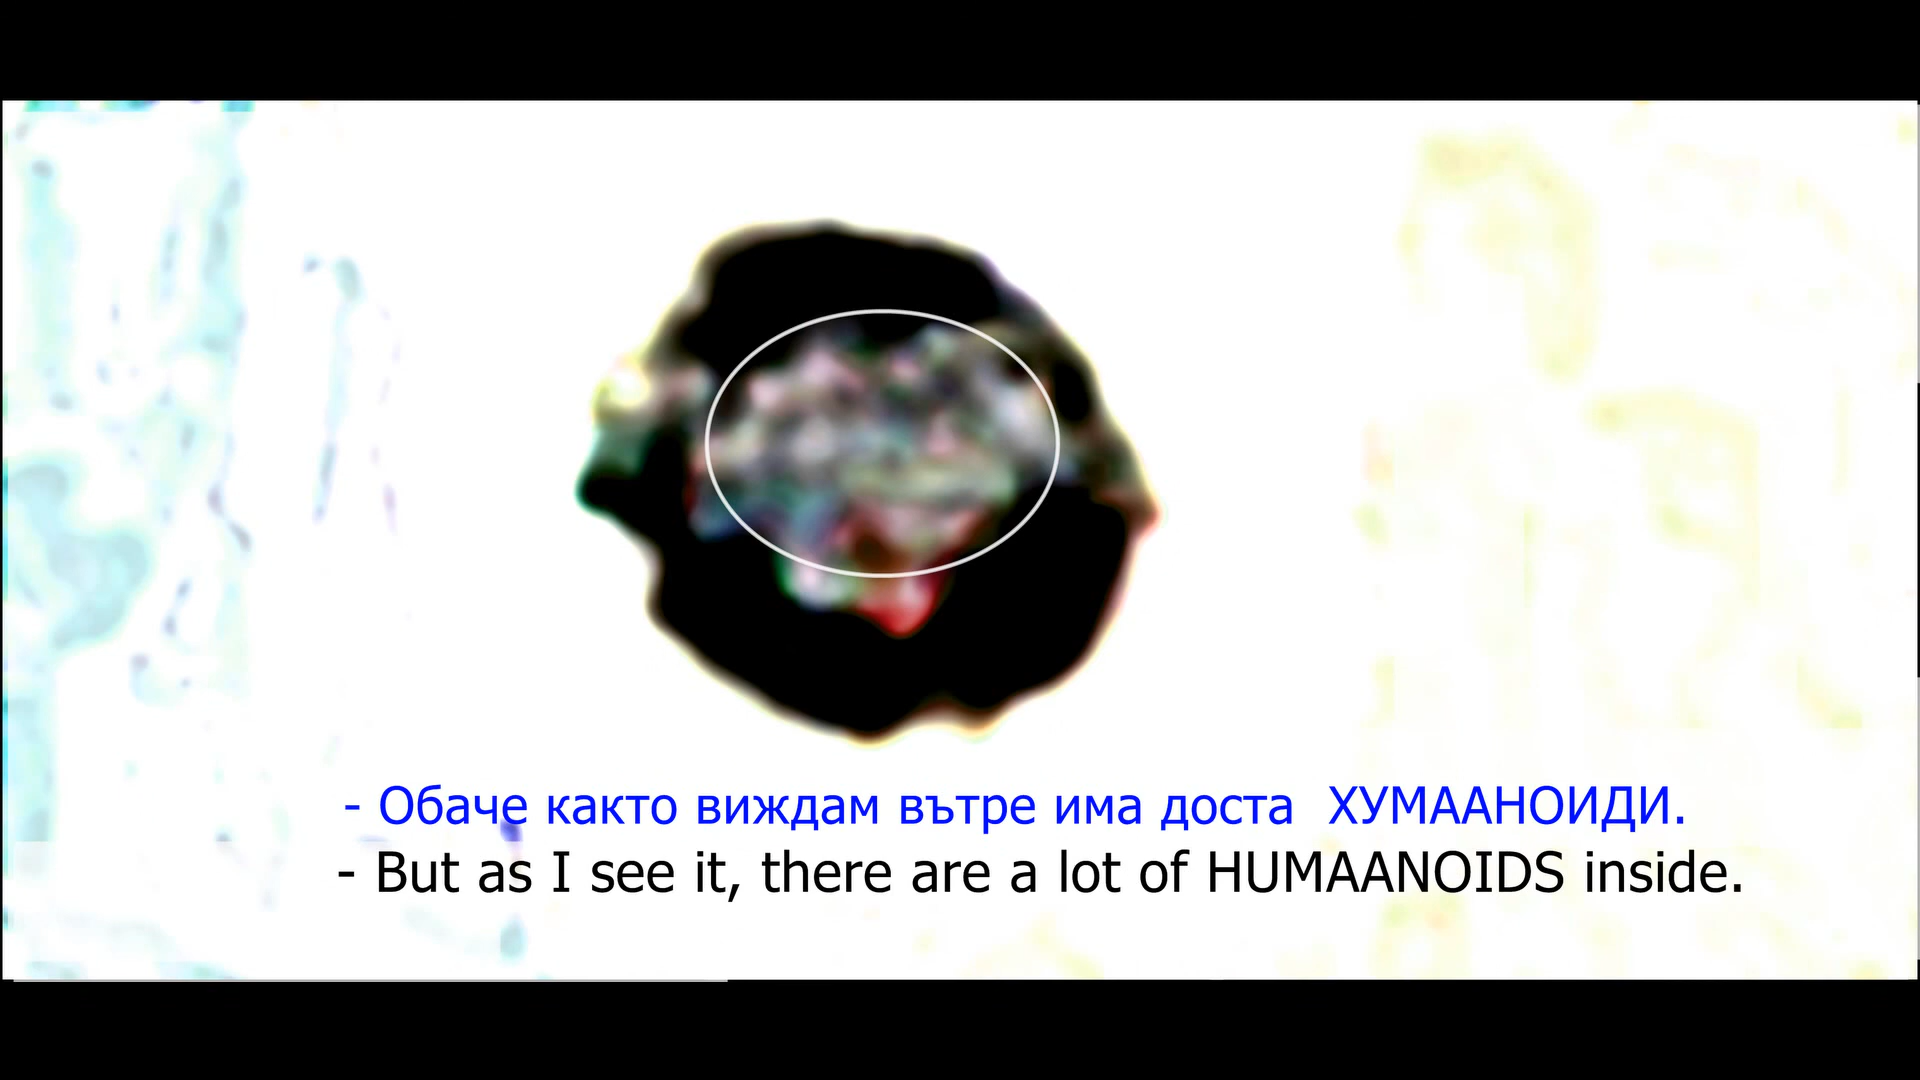 - Обаче както виждам вътре има доста ХУМААНОИДИ.
- But as I see it, there are a lot of HUMAANOIDS inside.